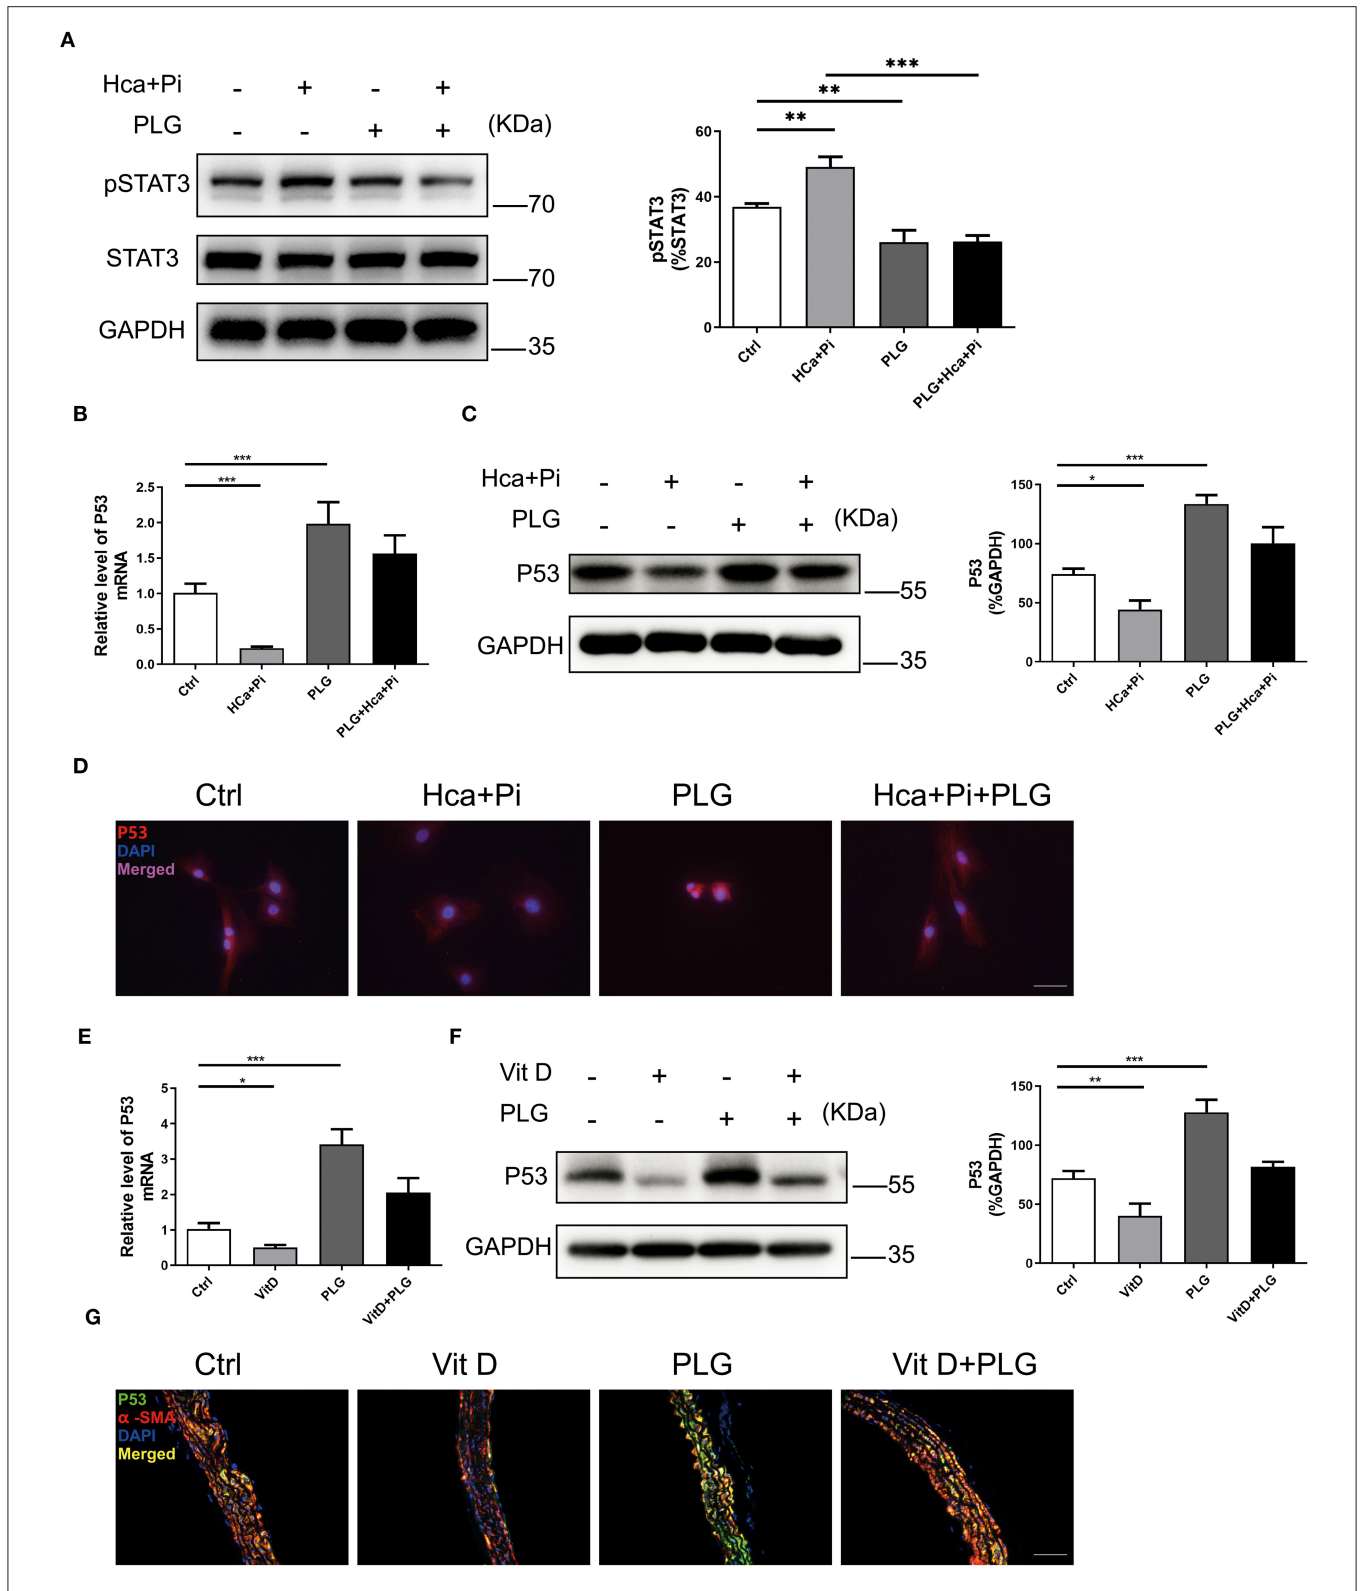 A
Hca+Pi - + - +
PLG - - + + (KDa)
pSTAT3
70
STAT3
70
GAPDH
35
***
**
**
pSTAT3
(%STAT3)
60
40
20
0
Ctrl
HCa+Pi
PLG
PLG+Hca+Pi
B
***
***
Relative level of P53
mRNA
2.5
2.0
1.5
1.0
0.5
0.0
Ctrl
HCa+Pi
PLG
PLG+Hca+Pi
C
Hca+Pi - + - +
PLG - - + + (KDa)
P53
55
GAPDH
35
***
*
P53
(%GAPDH)
150
100
50
0
Ctrl
HCa+Pi
PLG
PLG+Hca+Pi
D
Ctrl Hca+Pi PLG Hca+Pi+PLG
P53
DAPI
Merged
E
***
*
Relative level of P53
mRNA
5
4
3
2
1
0
Ctrl
VitD
PLG
VitD+PLG
F
Vit D - + - +
PLG - - + + (KDa)
P53
55
GAPDH
35
***
**
P53
(%GAPDH)
150
100
50
0
Ctrl
VitD
PLG
VitD+PLG
G
Ctrl Vit D PLG Vit D+PLG
P53
α -SMA
DAPI
Merged